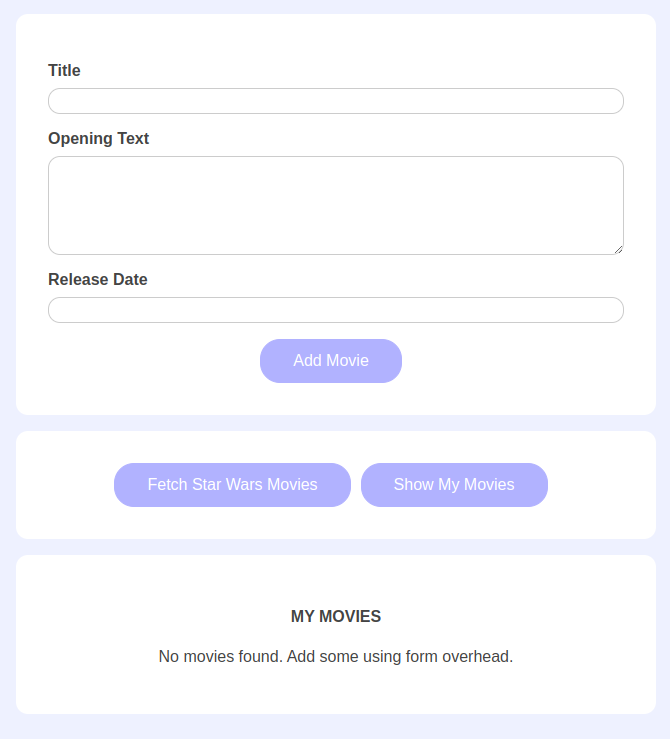 Title
Opening Text
Release Date
Add Movie
Fetch Star Wars Movies
Show My Movies
MY MOVIES
No movies found. Add some using form overhead.